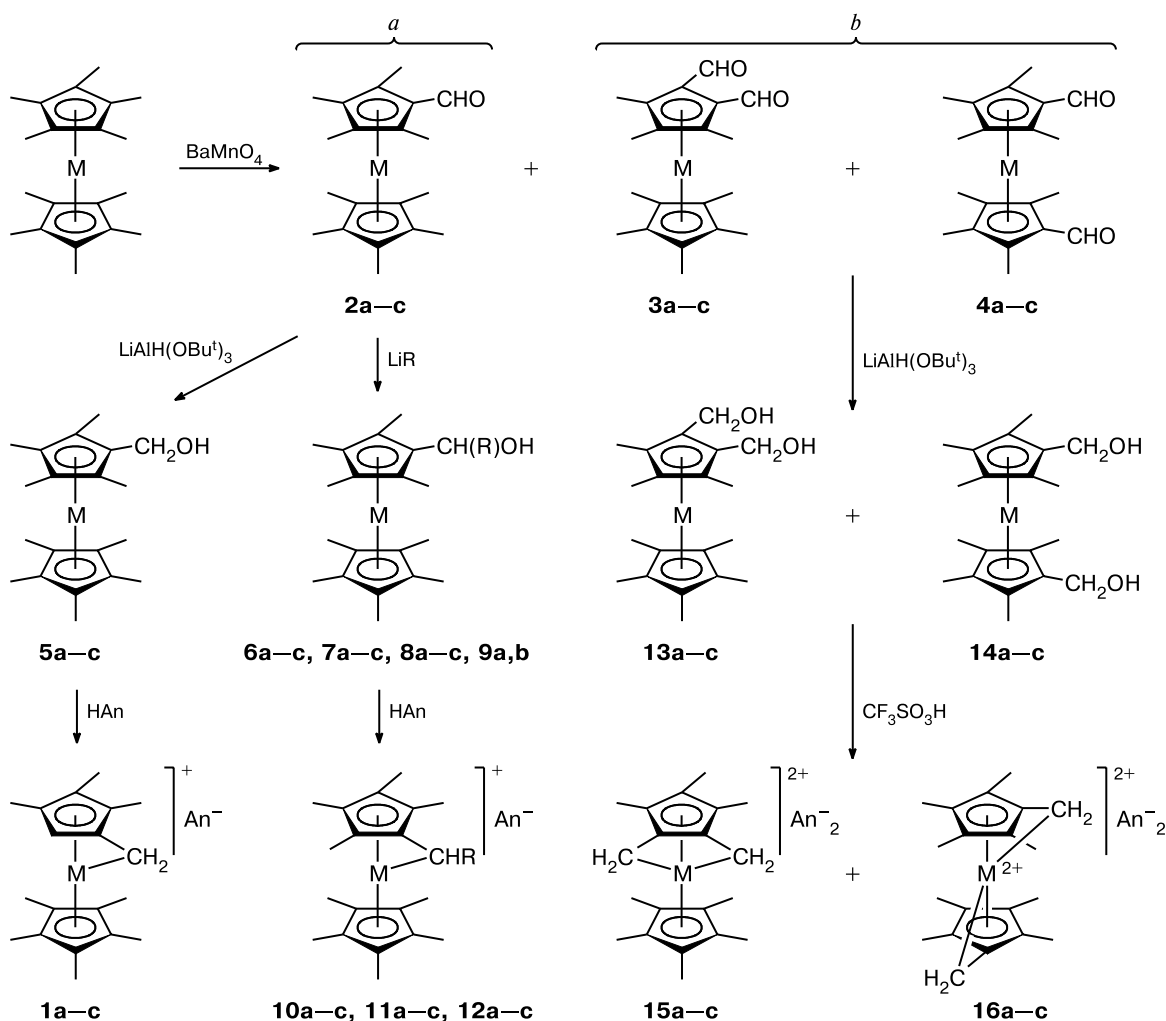 a
b
CHO
CHO
CHO
CHO
BaMnO₄
M
M
+
M
+
M
CHO
2a—c
3a—c
4a—c
LiAlH(OBuᵗ)₃
LiR
LiAlH(OBuᵗ)₃
CH₂OH
CH₂OH
CH(R)OH
CH₂OH
CH₂OH
M
M
M
+
M
CH₂OH
5a—c
6a—c, 7a—c, 8a—c, 9a,b
13a—c
14a—c
HAn
HAn
CF₃SO₃H
+
+
2+
2+
An⁻
An⁻
An⁻₂
CH₂
An⁻₂
CH₂
CHR
H₂C
CH₂
M
M
M
+
M²⁺
H₂C
1a—c
10a—c, 11a—c, 12a—c
15a—c
16a—c